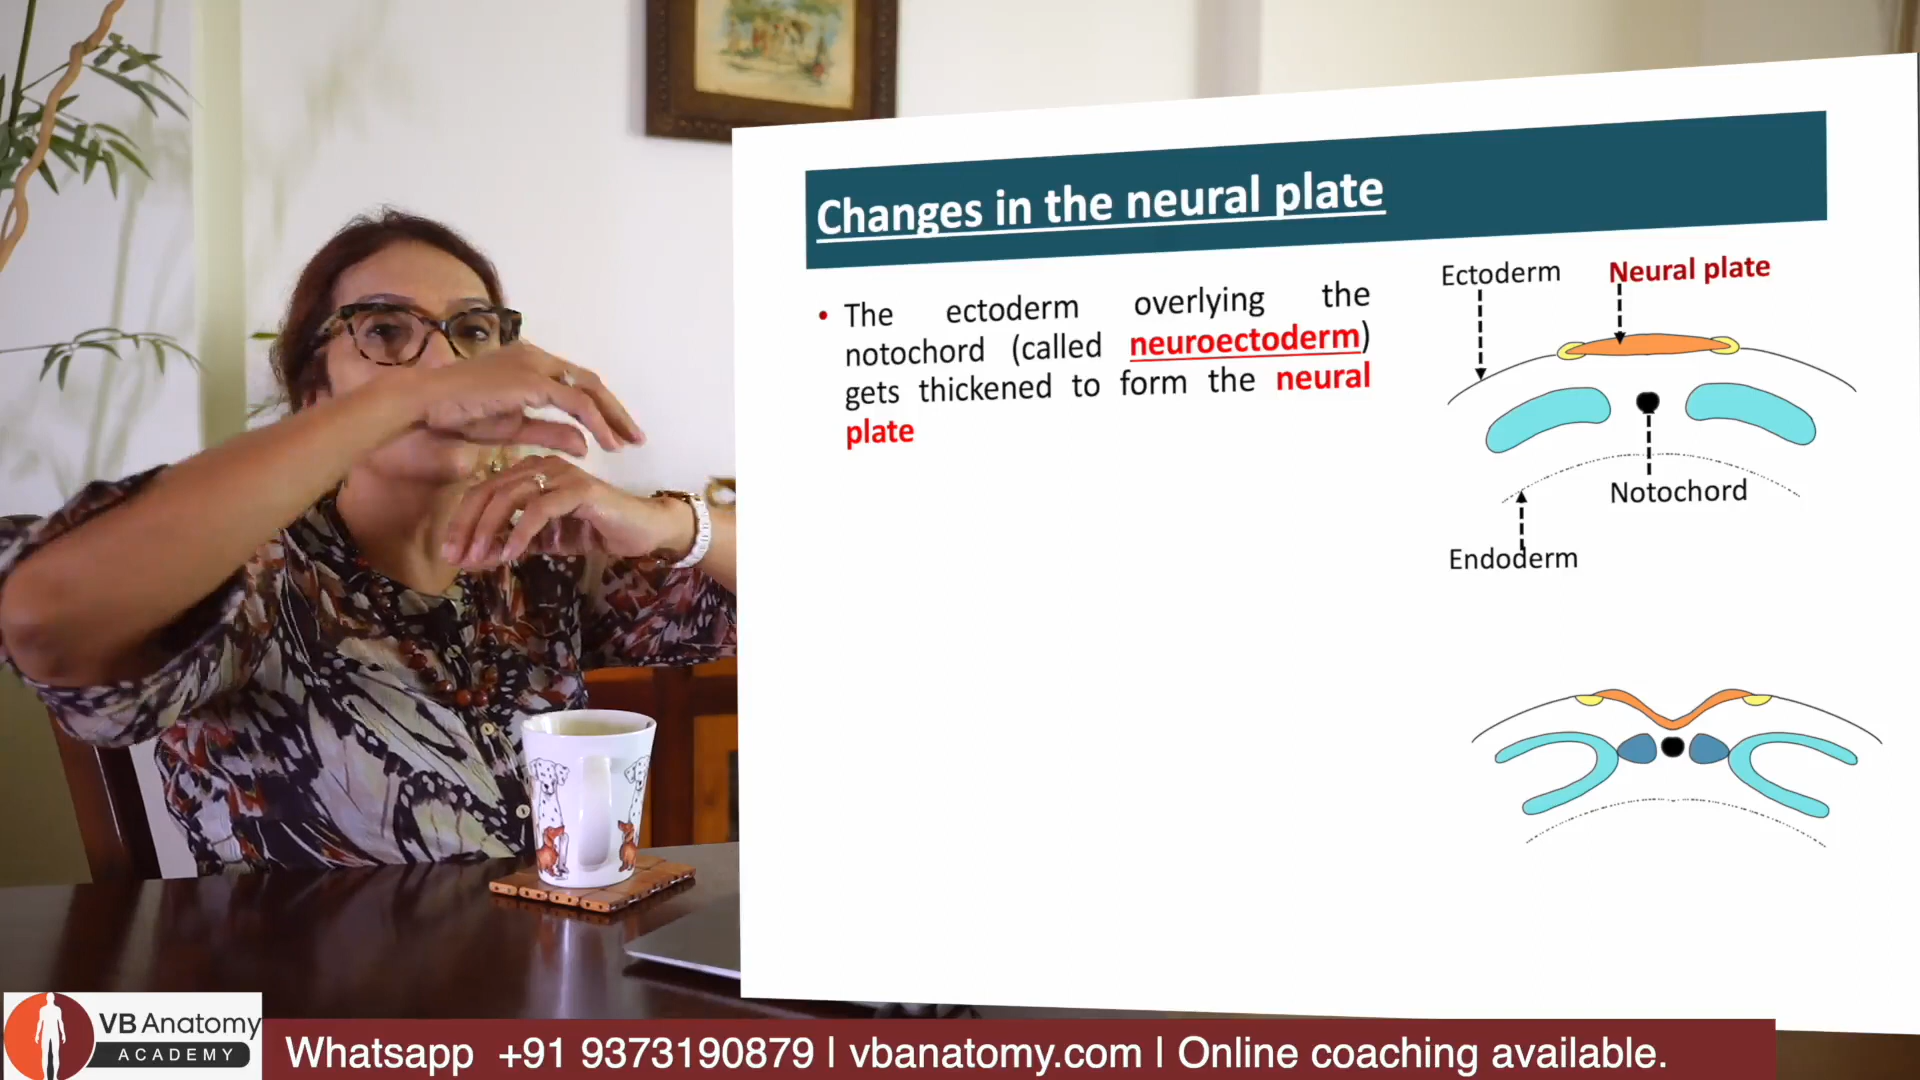 Changes in the neural plate
• The ectoderm overlying the
notochord (called neuroectoderm)
gets thickened to form the neural
plate
Ectoderm
Neural plate
Notochord
Endoderm
VB Anatomy
ACADEMY
Whatsapp +91 9373190879 | vbanatomy.com | Online coaching available.